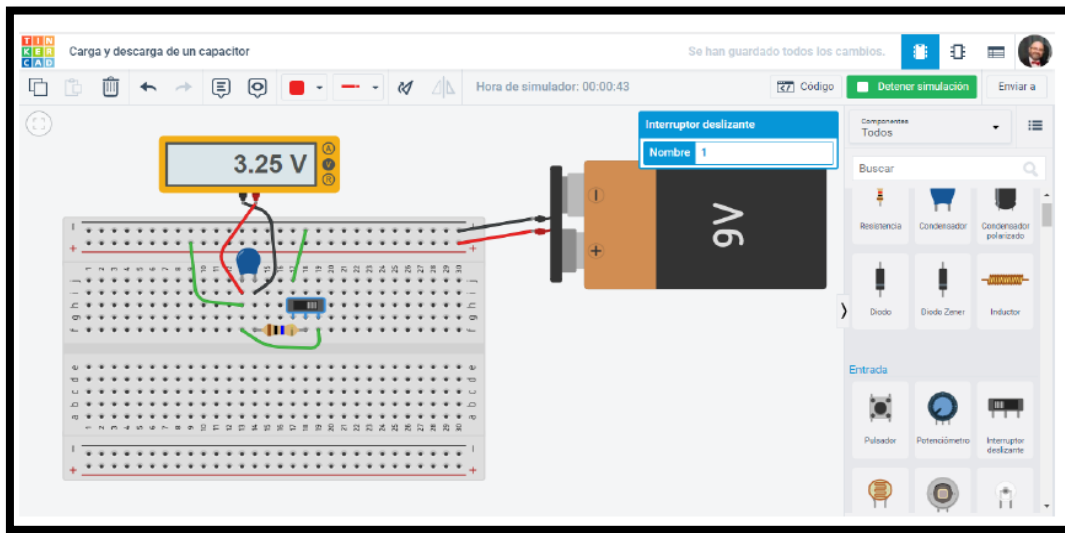 TIN
KER
CAD
Carga y descarga de un capacitor
Se han guardado todos los cambios.
Hora de simulador: 00:00:43
Código
Detener simulación
Enviar a
Interruptor deslizante
Nombre 1
Componentes
Todos
Buscar
Resistencia
Condensador
Condensador polarizado
Diodo
Diodo Zener
Inductor
Entrada
Pulsador
Potenciómetro
Interruptor deslizante
3.25 V
A
V
R
9V